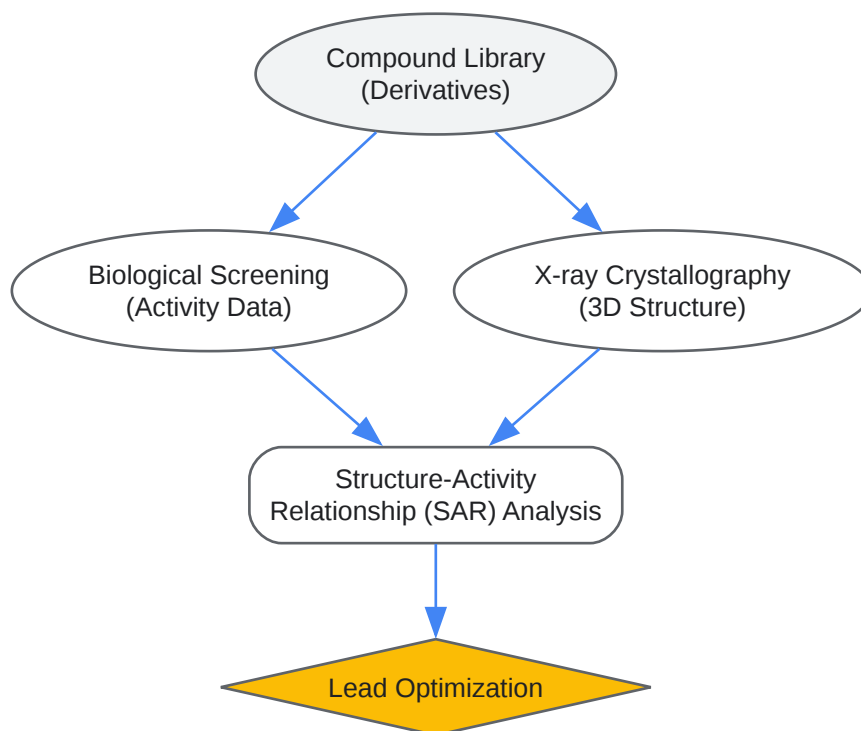 Compound Library
(Derivatives)
Biological Screening
(Activity Data)
X-ray Crystallography
(3D Structure)
Structure-Activity
Relationship (SAR) Analysis
Lead Optimization